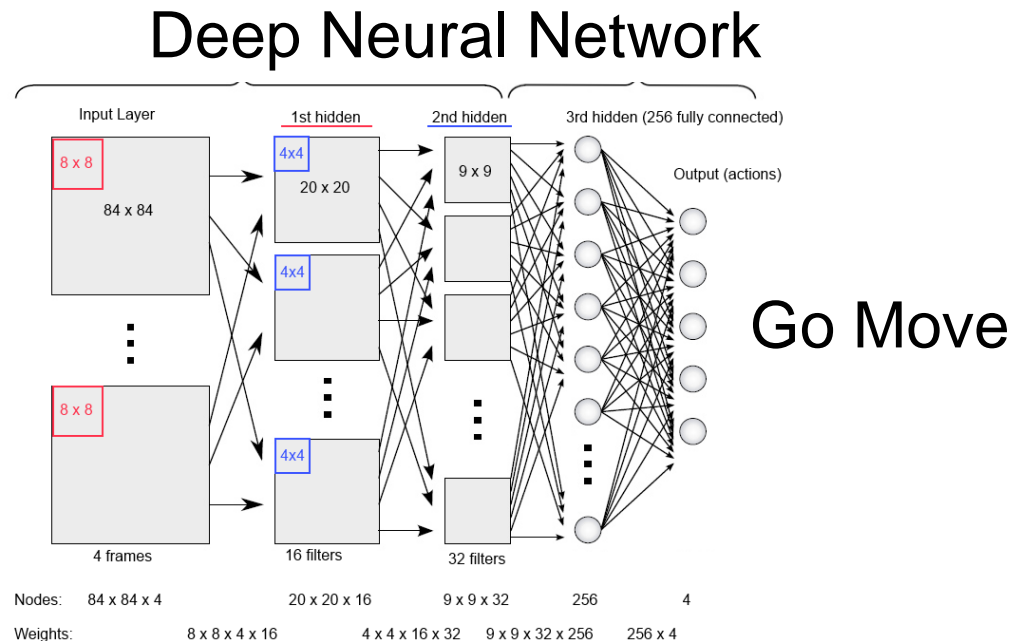 Deep Neural Network
Input Layer
1st hidden
2nd hidden
3rd hidden (256 fully connected)
Output (actions)
8 x 8
84 x 84
4x4
20 x 20
9 x 9
4x4
Go Move
8 x 8
4x4
4 frames
16 filters
32 filters
Nodes: 84 x 84 x 4 20 x 20 x 16 9 x 9 x 32 256 4
Weights: 8 x 8 x 4 x 16 4 x 4 x 16 x 32 9 x 9 x 32 x 256 256 x 4